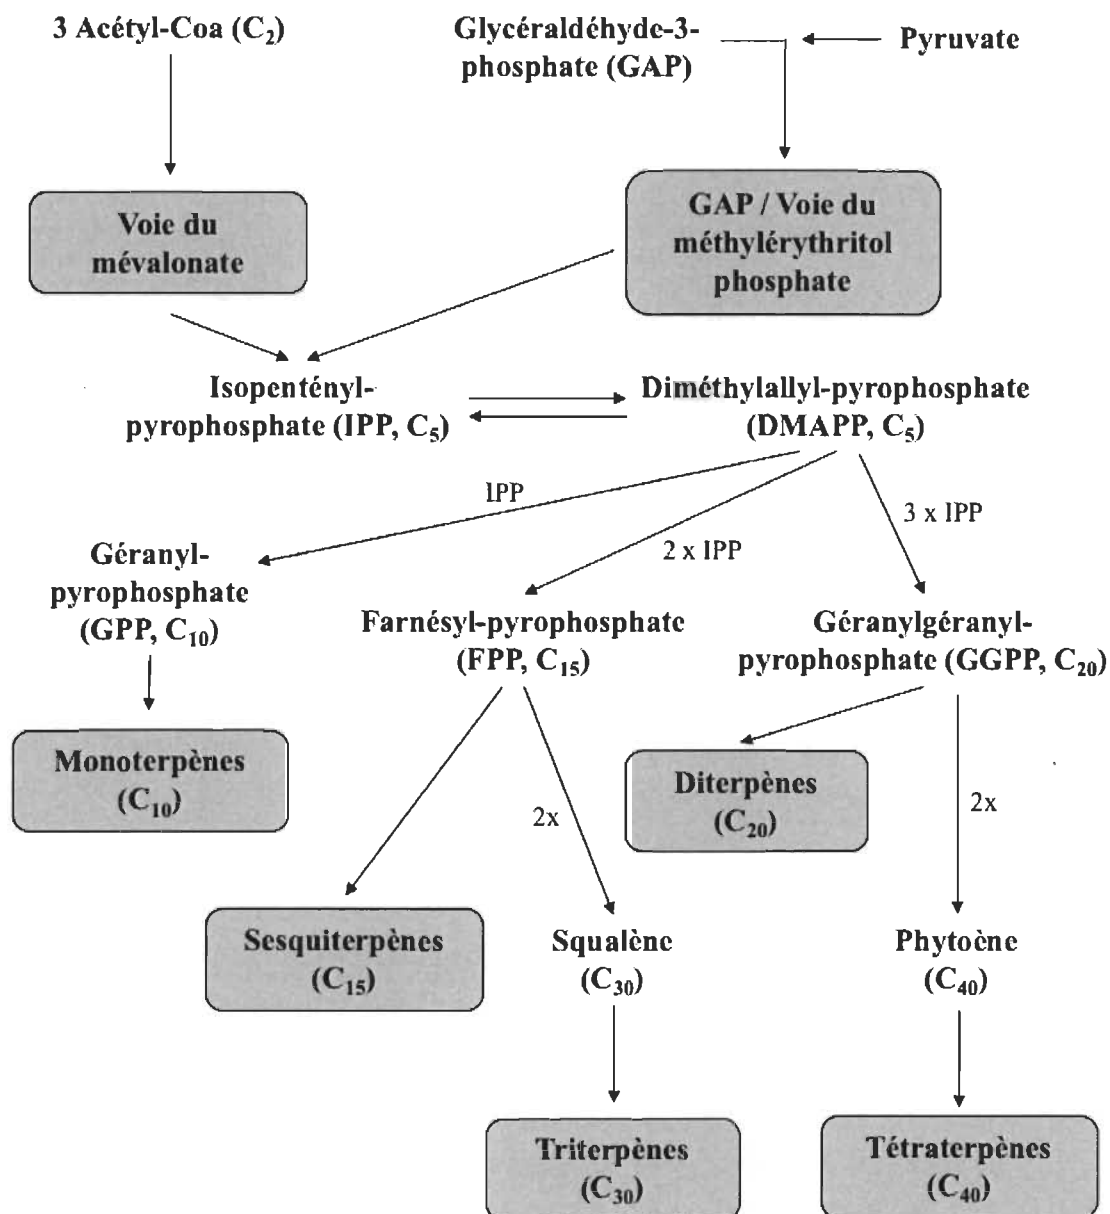 3 Acétyl-Coa (C₂)
Glycéraldéhyde-3-
phosphate (GAP)
Pyruvate
Voie du
mévalonate
GAP / Voie du
méthylérythritol
phosphate
Isopentényl-
pyrophosphate (IPP, C₅)
Diméthylallyl-pyrophosphate
(DMAPP, C₅)
IPP
2 x IPP
3 x IPP
Géranyl-
pyrophosphate
(GPP, C₁₀)
Farnésyl-pyrophosphate
(FPP, C₁₅)
Géranylgéranyl-
pyrophosphate (GGPP, C₂₀)
Monoterpènes
(C₁₀)
Diterpènes
(C₂₀)
2x
2x
Sesquiterpènes
(C₁₅)
Squalène
(C₃₀)
Phytoène
(C₄₀)
Triterpènes
(C₃₀)
Tétraterpènes
(C₄₀)